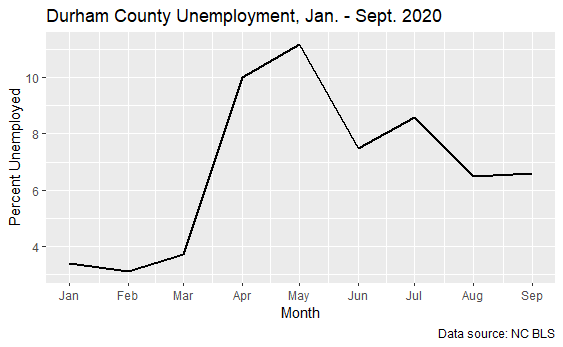 Durham County Unemployment, Jan. - Sept. 2020
Percent Unemployed
10
8
6
4
Jan Feb Mar Apr May Jun Jul Aug Sep
Month
Data source: NC BLS